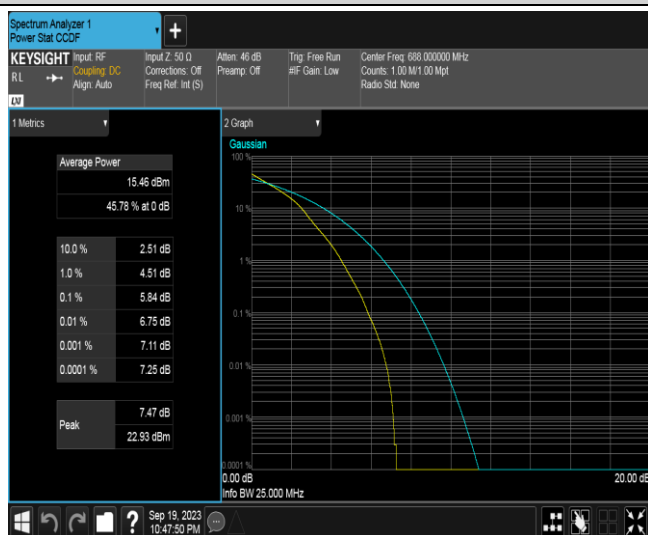 Spectrum Analyzer 1
Power Stat CCDF
+
KEYSIGHT
RL
LXI
Input: RF
Coupling: DC
Align: Auto
Input Z: 50 Ω
Corrections: Off
Freq Ref: Int (S)
Atten: 46 dB
Preamp: Off
Trig: Free Run
#IF Gain: Low
Center Freq: 688.000000 MHz
Counts: 1.00 M/1.00 Mpt
Radio Std: None
1 Metrics
Average Power
15.46 dBm
45.78 % at 0 dB
10.0 % 2.51 dB
1.0 % 4.51 dB
0.1 % 5.84 dB
0.01 % 6.75 dB
0.001 % 7.11 dB
0.0001 % 7.25 dB
Peak
7.47 dB
22.93 dBm
2 Graph
Gaussian
100 %
10 %
1 %
0.1 %
0.01 %
0.001 %
0.0001 %
0.00 dB 20.00 dB
Info BW 25.000 MHz
?
Sep 19, 2023
10:47:50 PM